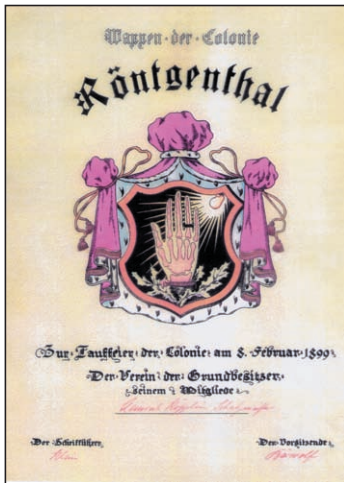 Wappen · der · Colonie
Röntgenthal
Zur · Tauffeier · der · Colonie · am 8. Februar · 1899
Der · Verein · der · Grundbesitzer
seinem · Mitgliede
Der · Schriftführer
Klein
Der · Vorsitzende